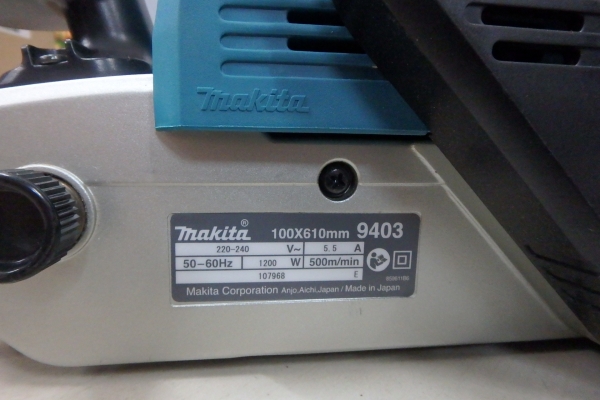 makita
makita® 100X610mm 9403
220-240 V~ 5.5 A
50-60Hz 1200 W 500m/min
107968 E
Makita Corporation Anjo,Aichi,Japan / Made in Japan